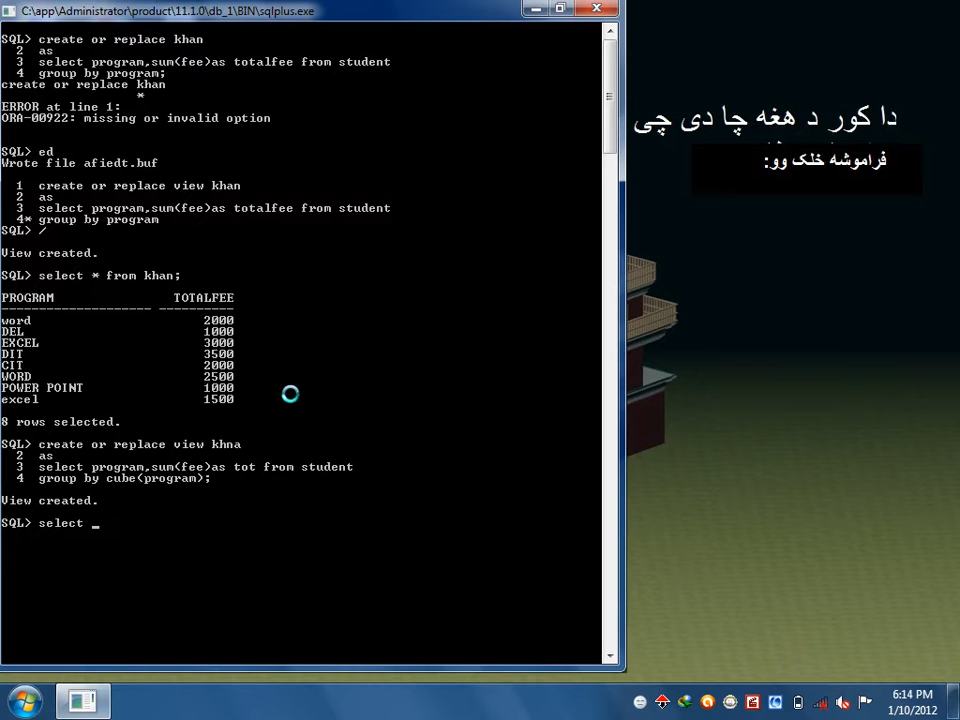 C:\app\Administrator\product\11.1.0\db_1\BIN\sqlplus.exe
SQL> create or replace khan
2 as
3 select program,sum(fee)as totalfee from student
4 group by program;
create or replace khan
*
ERROR at line 1:
ORA-00922: missing or invalid option
SQL> ed
Wrote file afiedt.buf
1 create or replace view khan
2 as
3 select program,sum(fee)as totalfee from student
4* group by program
SQL> /
View created.
SQL> select * from khan;
PROGRAM TOTALFEE
-------------------- ----------
word 2000
DEL 1000
EXCEL 3000
DIT 3500
CIT 2000
WORD 2500
POWER POINT 1000
excel 1500
8 rows selected.
SQL> create or replace view khna
2 as
3 select program,sum(fee)as tot from student
4 group by cube(program);
View created.
SQL> select _
دا کور د هغه چا دی چی
فراموشه خلک وو:
6:14 PM
1/10/2012